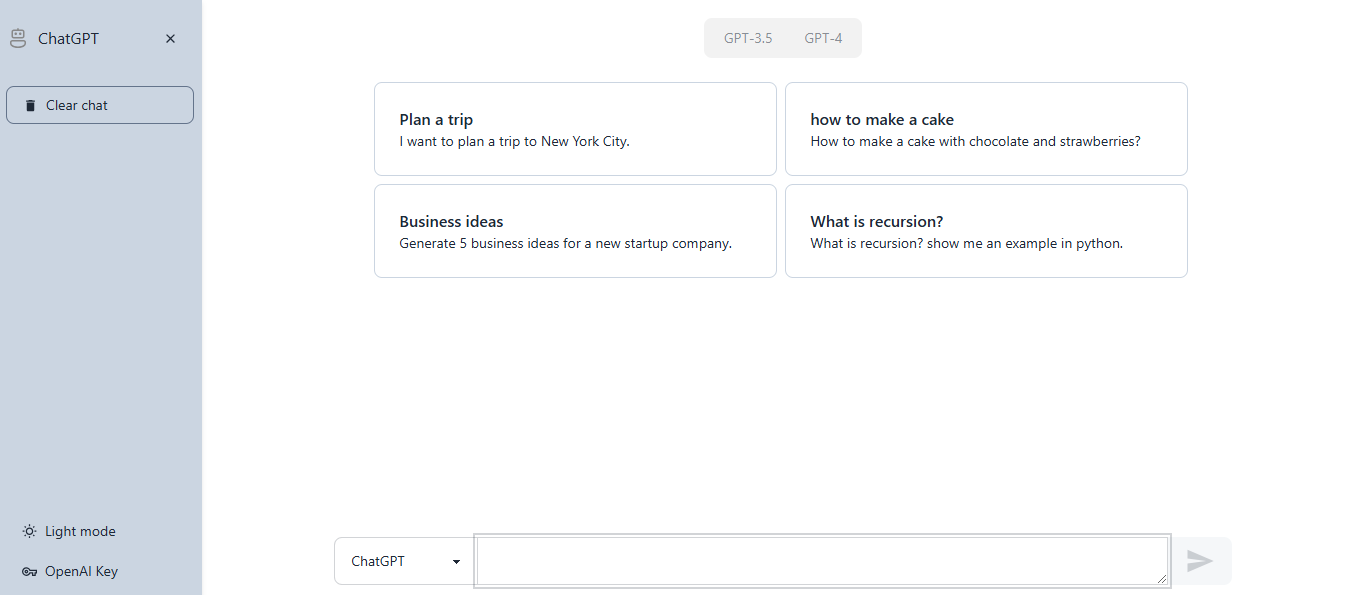 ChatGPT
Clear chat
GPT-3.5 GPT-4
Plan a trip
I want to plan a trip to New York City.
how to make a cake
How to make a cake with chocolate and strawberries?
Business ideas
Generate 5 business ideas for a new startup company.
What is recursion?
What is recursion? show me an example in python.
Light mode
OpenAI Key
ChatGPT